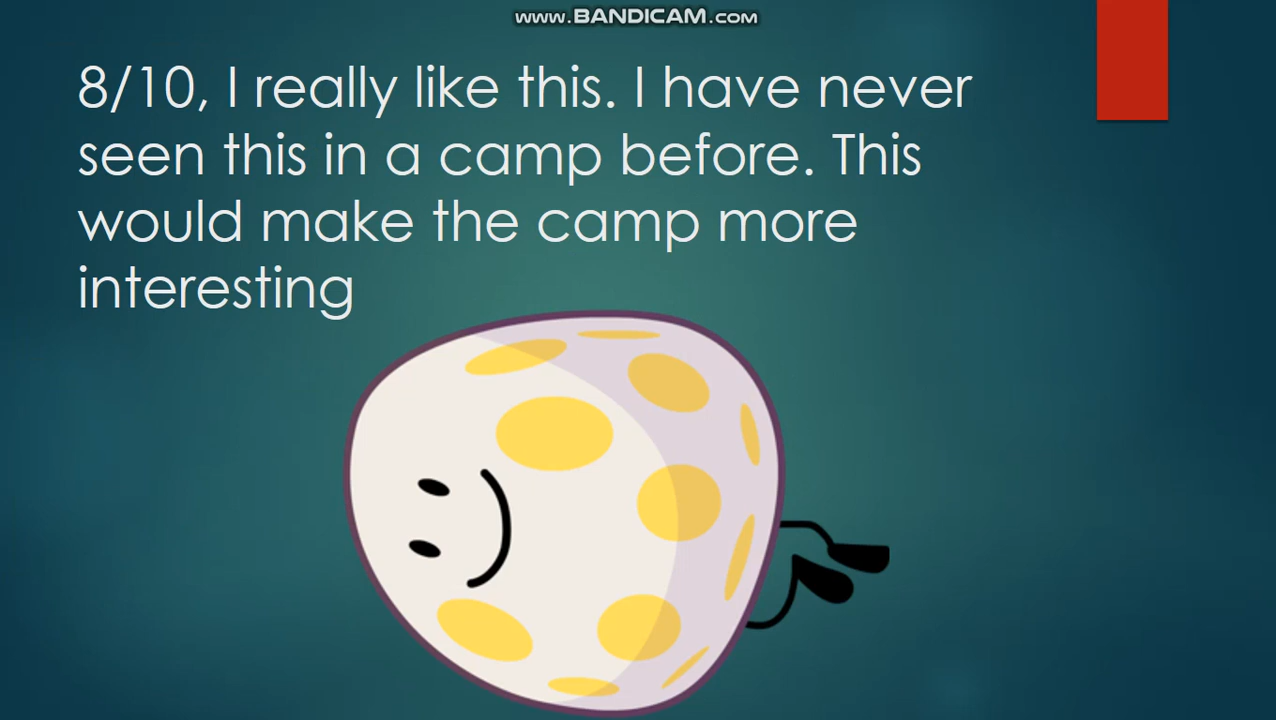 www.BANDICAM.com
8/10, I really like this. I have never
seen this in a camp before. This
would make the camp more
interesting